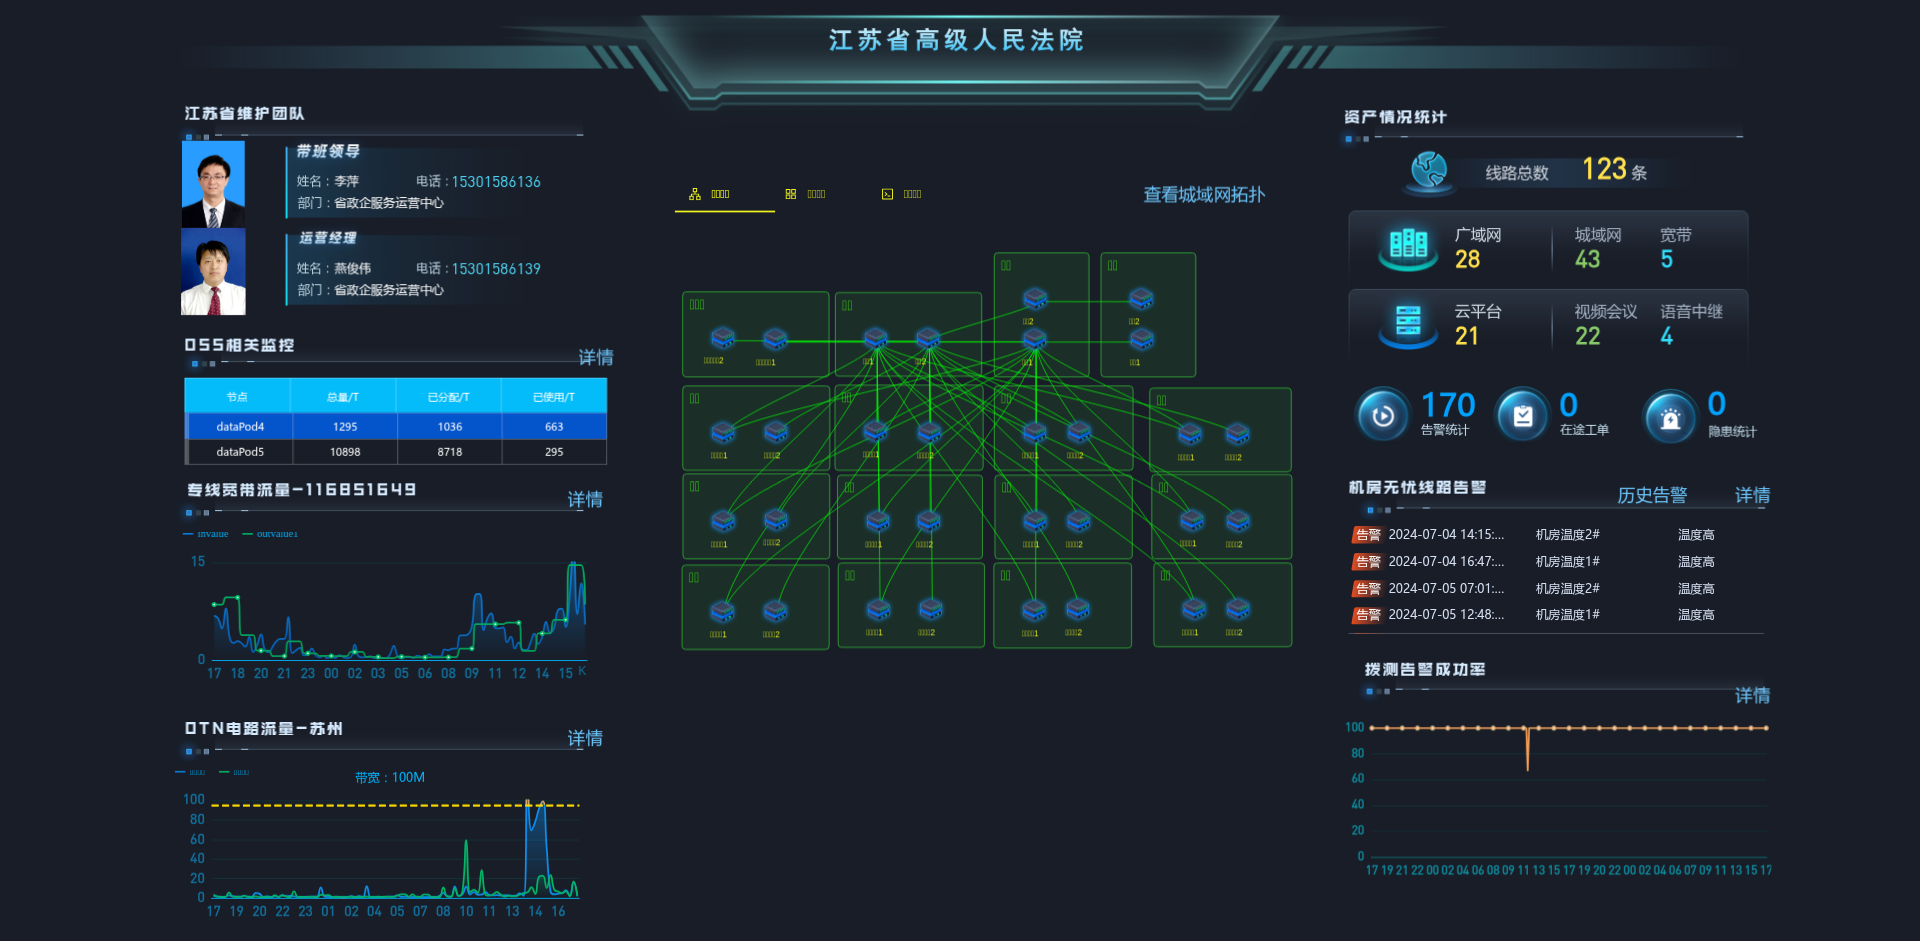 江苏省高级人民法院
江苏省维护团队
带班领导
姓名：李萍 电话：15301586136
部门：省政企服务运营中心
运营经理
姓名：燕俊伟 电话：15301586139
部门：省政企服务运营中心
OSS相关监控
详情
节点 总量/T 已分配/T 已使用/T
dataPod4 1295 1036 663
dataPod5 10898 8718 295
专线宽带流量-116851649
详情
invalue outvalue1
15
0
17 18 20 21 23 00 02 03 05 06 08 09 11 12 14 15 K
OTN电路流量-苏州
详情
带宽：100M
100
80
60
40
20
0
17 19 20 22 23 01 02 04 05 07 08 10 11 13 14 16
查看城域网拓扑
资产情况统计
线路总数 123 条
广域网 城域网 宽带
28 43 5
云平台 视频会议 语音中继
21 22 4
170 0 0
告警统计 在途工单 隐患统计
机房无忧线路告警
历史告警 详情
告警 2024-07-04 14:15:... 机房温度2# 温度高
告警 2024-07-04 16:47:... 机房温度1# 温度高
告警 2024-07-05 07:01:... 机房温度2# 温度高
告警 2024-07-05 12:48:... 机房温度1# 温度高
拨测告警成功率
详情
100
80
60
40
20
0
17 19 21 22 00 02 04 06 08 09 11 13 15 17 19 20 22 00 02 04 06 07 09 11 13 15 17